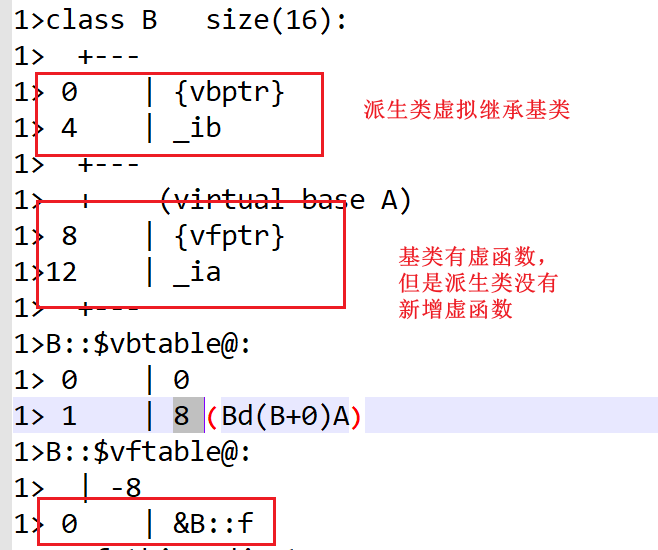 1>class B   size(16):
1>  +---
1> 0    | {vbptr}
1> 4    | _ib
派生类虚拟继承基类
1>  +---
1>  +    (virtual base A)
1> 8    | {vfptr}
1>12    | _ia
基类有虚函数,
但是派生类没有
新增虚函数
1>  +---
1>B::$vbtable@:
1> 0    | 0
1> 1    | 8 (Bd(B+0)A)
1>B::$vftable@:
1>  | -8
1> 0    | &B::f